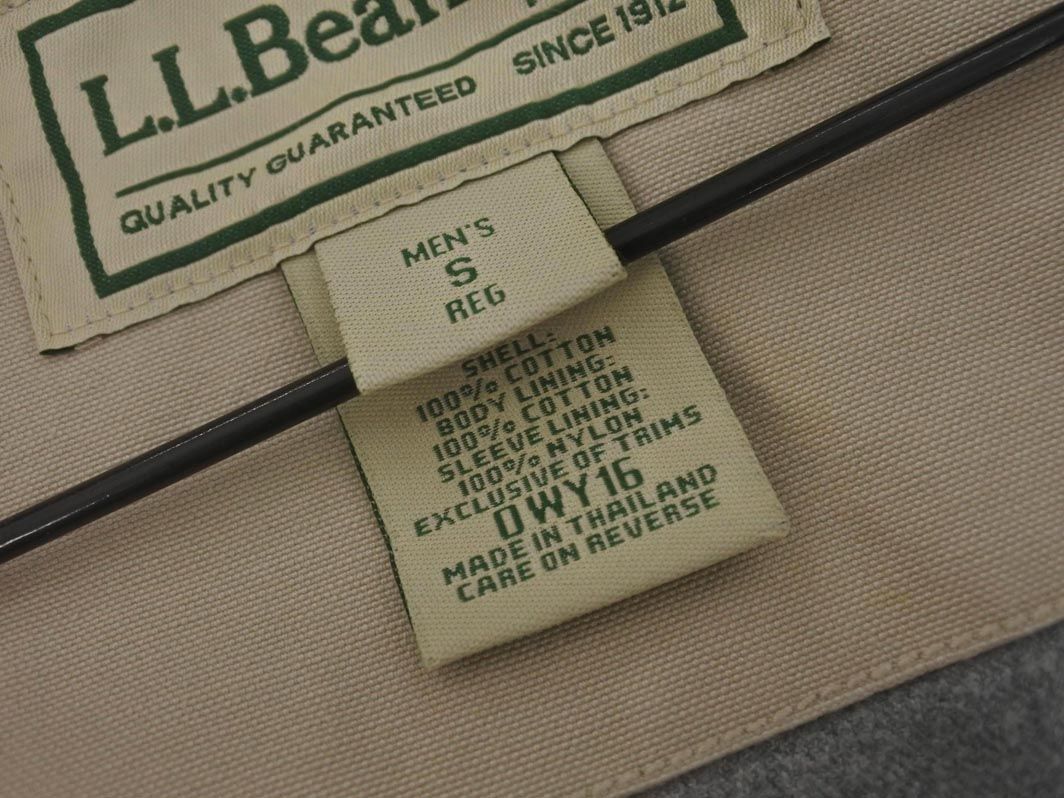 L.L.Bean
QUALITY GUARANTEED SINCE 1912
MEN'S
S
REG
SHELL:
100% COTTON
BODY LINING:
100% COTTON
SLEEVE LINING:
100% NYLON
EXCLUSIVE OF TRIMS
0WY16
MADE IN THAILAND
CARE ON REVERSE